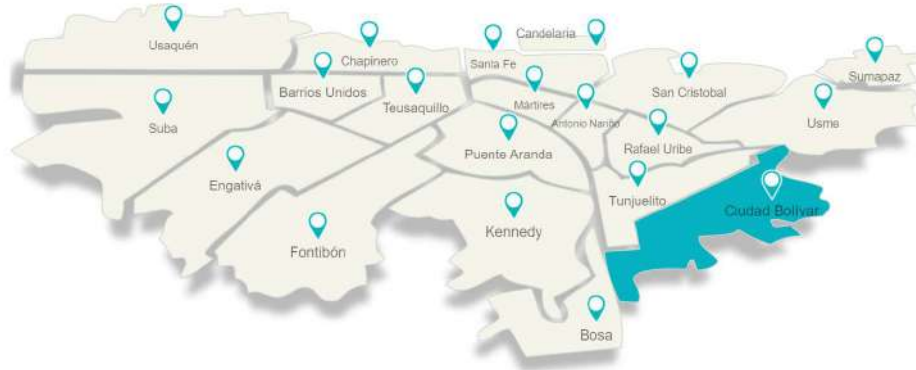 Usaquén
Candelaria
Chapinero
Santa Fe
Sumapaz
Barrios Unidos
San Cristobal
Teusaquillo
Mártires
Antonio Nariño
Usme
Suba
Puente Aranda
Rafael Uribe
Engativá
Tunjuelito
Ciudad Bolívar
Kennedy
Fontibón
Bosa